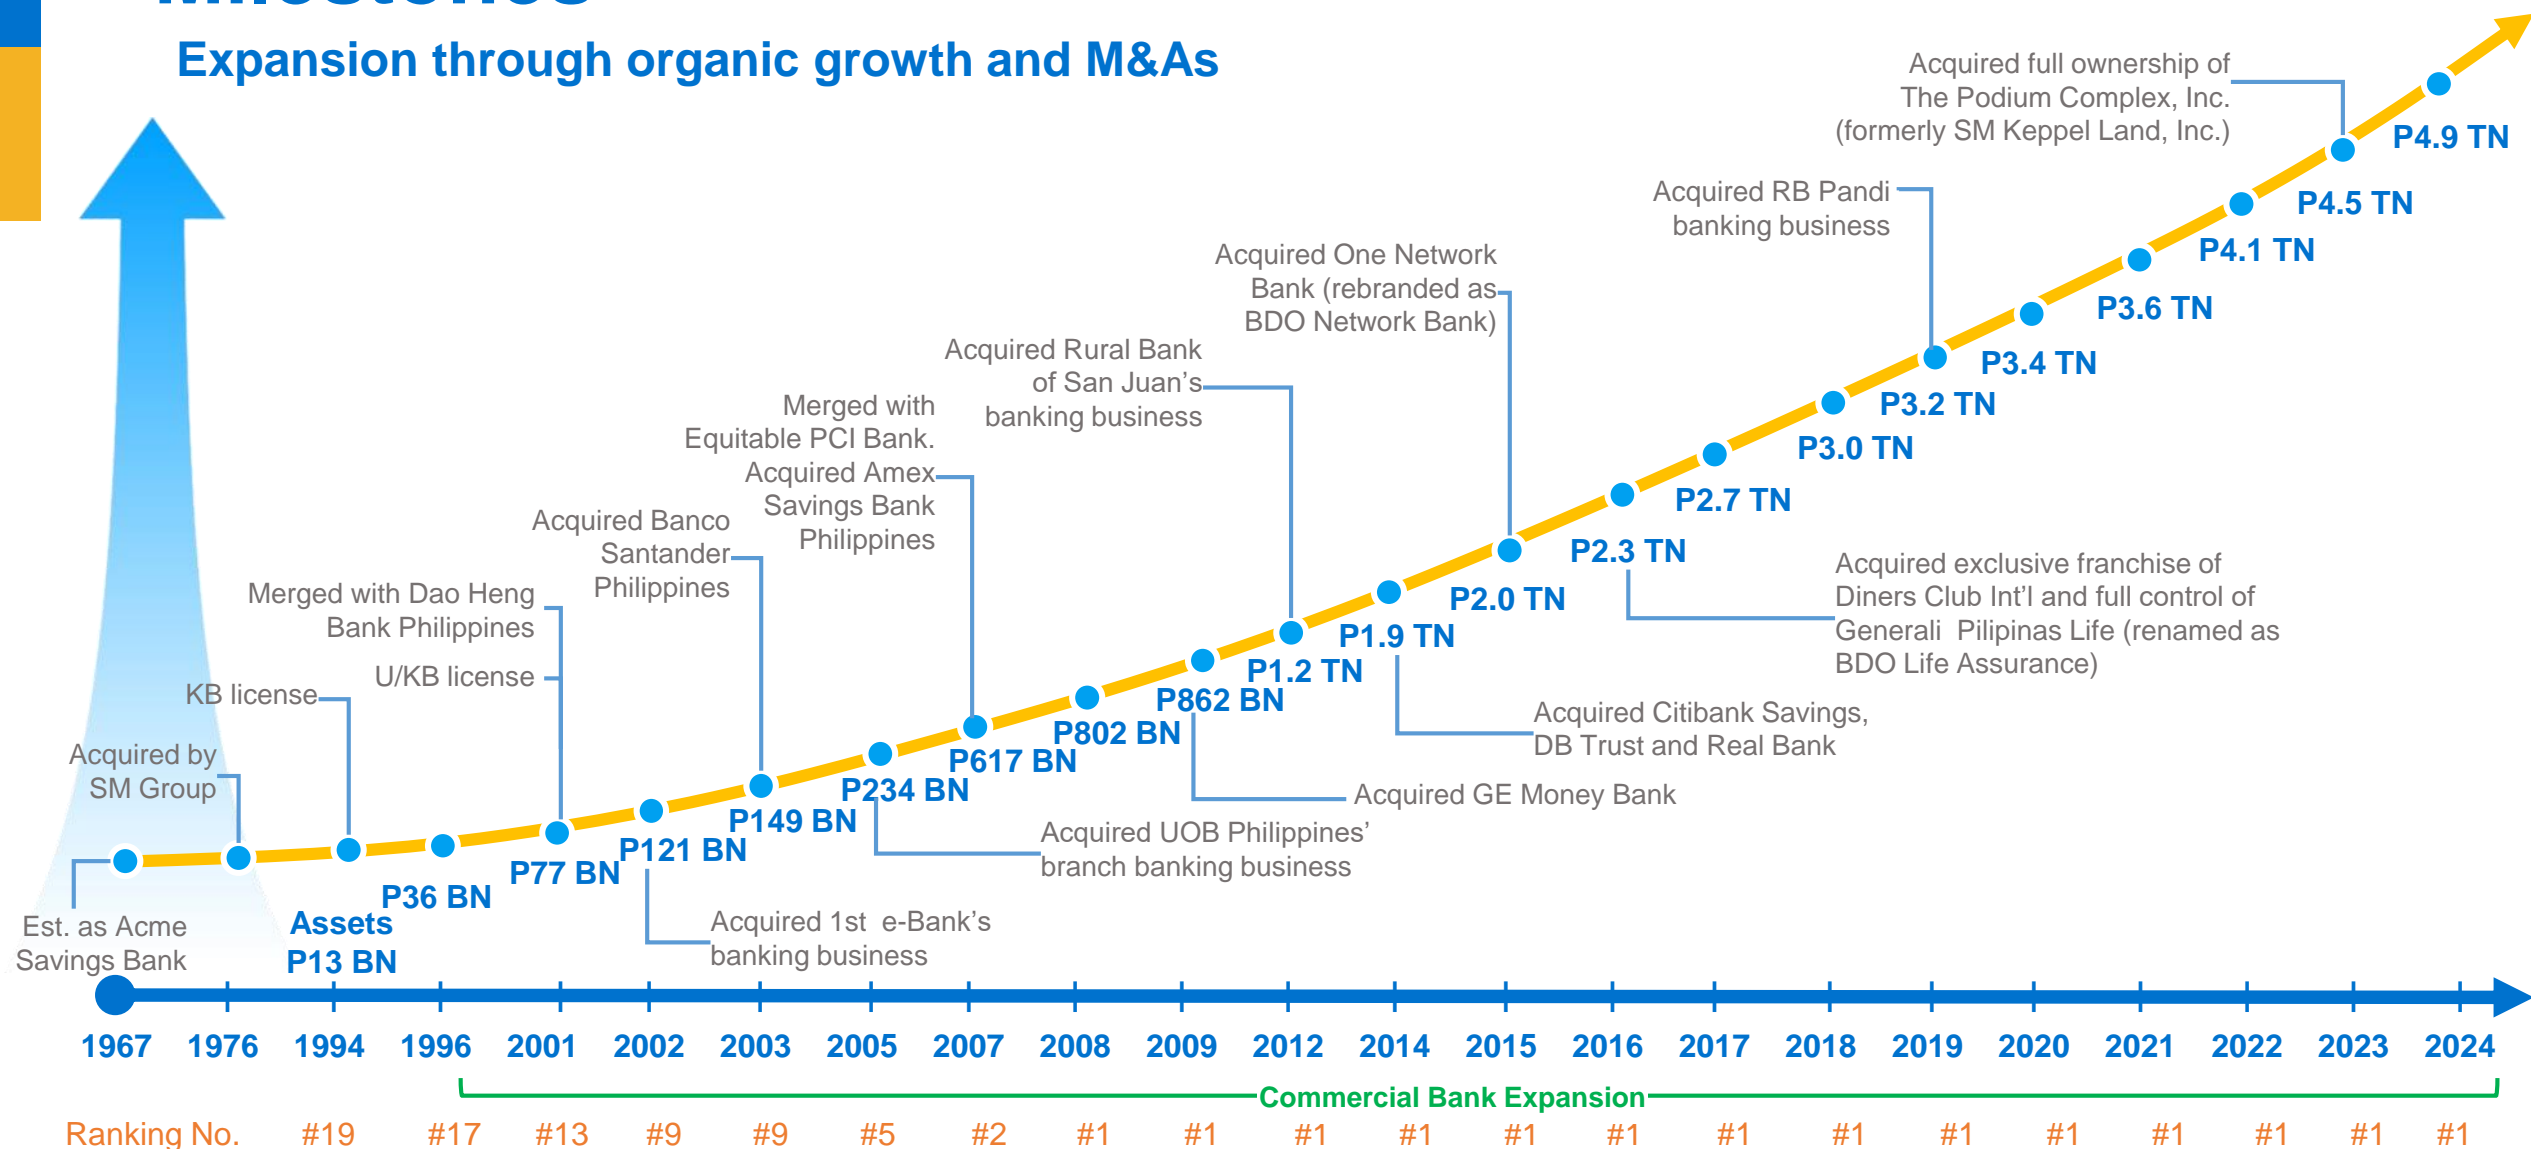 Milestones
Expansion through organic growth and M&As
Acquired full ownership of
The Podium Complex, Inc.
(formerly SM Keppel Land, Inc.)
P4.9 TN
Acquired RB Pandi
banking business
P4.5 TN
P4.1 TN
Acquired One Network
Bank (rebranded as
BDO Network Bank)
P3.6 TN
Acquired Rural Bank
of San Juan's
banking business
P3.4 TN
Merged with
Equitable PCI Bank.
Acquired Amex
Savings Bank
Philippines
P3.2 TN
P3.0 TN
P2.7 TN
Acquired Banco
Santander
Philippines
P2.3 TN
Acquired exclusive franchise of
Diners Club Int'l and full control of
Generali  Pilipinas Life (renamed as
BDO Life Assurance)
Merged with Dao Heng
Bank Philippines
P2.0 TN
P1.9 TN
U/KB license
P1.2 TN
KB license
P862 BN
Acquired Citibank Savings,
DB Trust and Real Bank
P802 BN
Acquired by
SM Group
P617 BN
P234 BN
Acquired GE Money Bank
P149 BN
Acquired UOB Philippines'
branch banking business
P121 BN
P77 BN
P36 BN
Est. as Acme
Savings Bank
Assets
P13 BN
Acquired 1st  e-Bank's
banking business
1967 1976 1994 1996 2001 2002 2003 2005 2007 2008 2009 2012 2014 2015 2016 2017 2018 2019 2020 2021 2022 2023 2024
Commercial Bank Expansion
Ranking No. #19 #17 #13 #9 #9 #5 #2 #1 #1 #1 #1 #1 #1 #1 #1 #1 #1 #1 #1 #1 #1